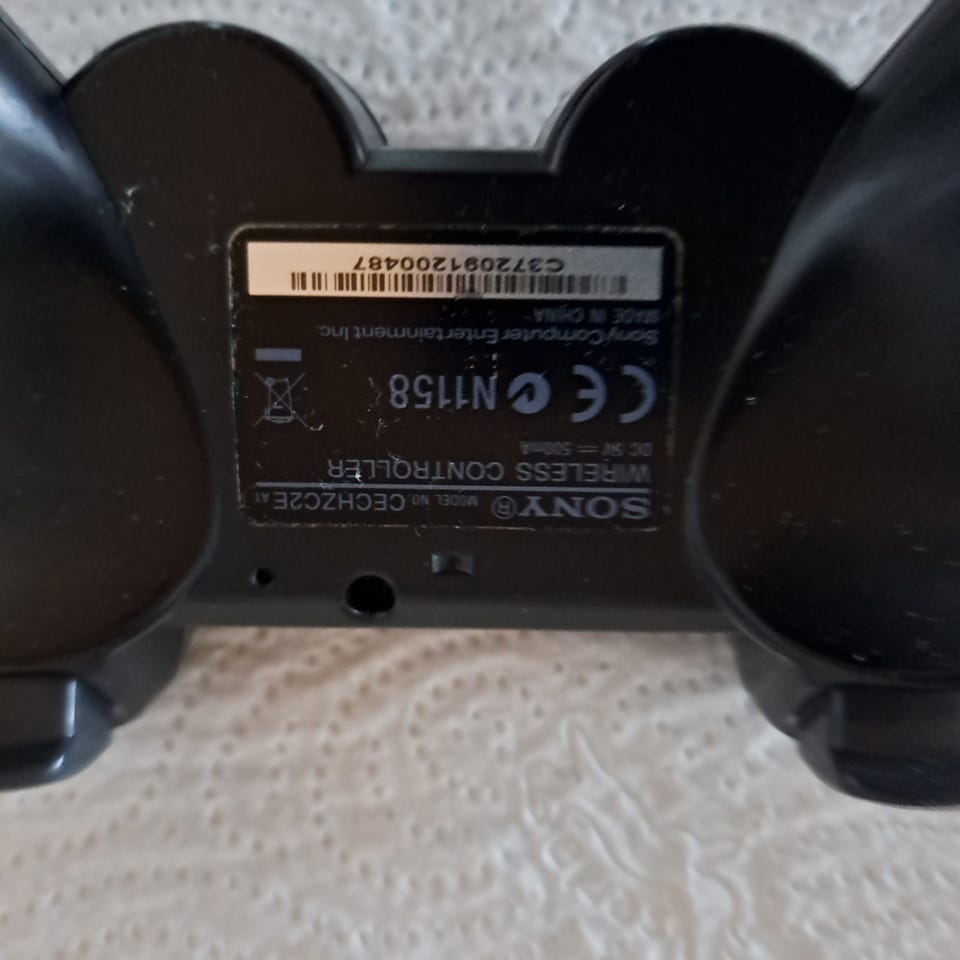 SONY® MODEL NO. CECHZC2E A1
WIRELESS CONTROLLER
DC 5V ⎓ 500mA
CE N1158
Sony Computer Entertainment Inc.
MADE IN CHINA
C372091200487